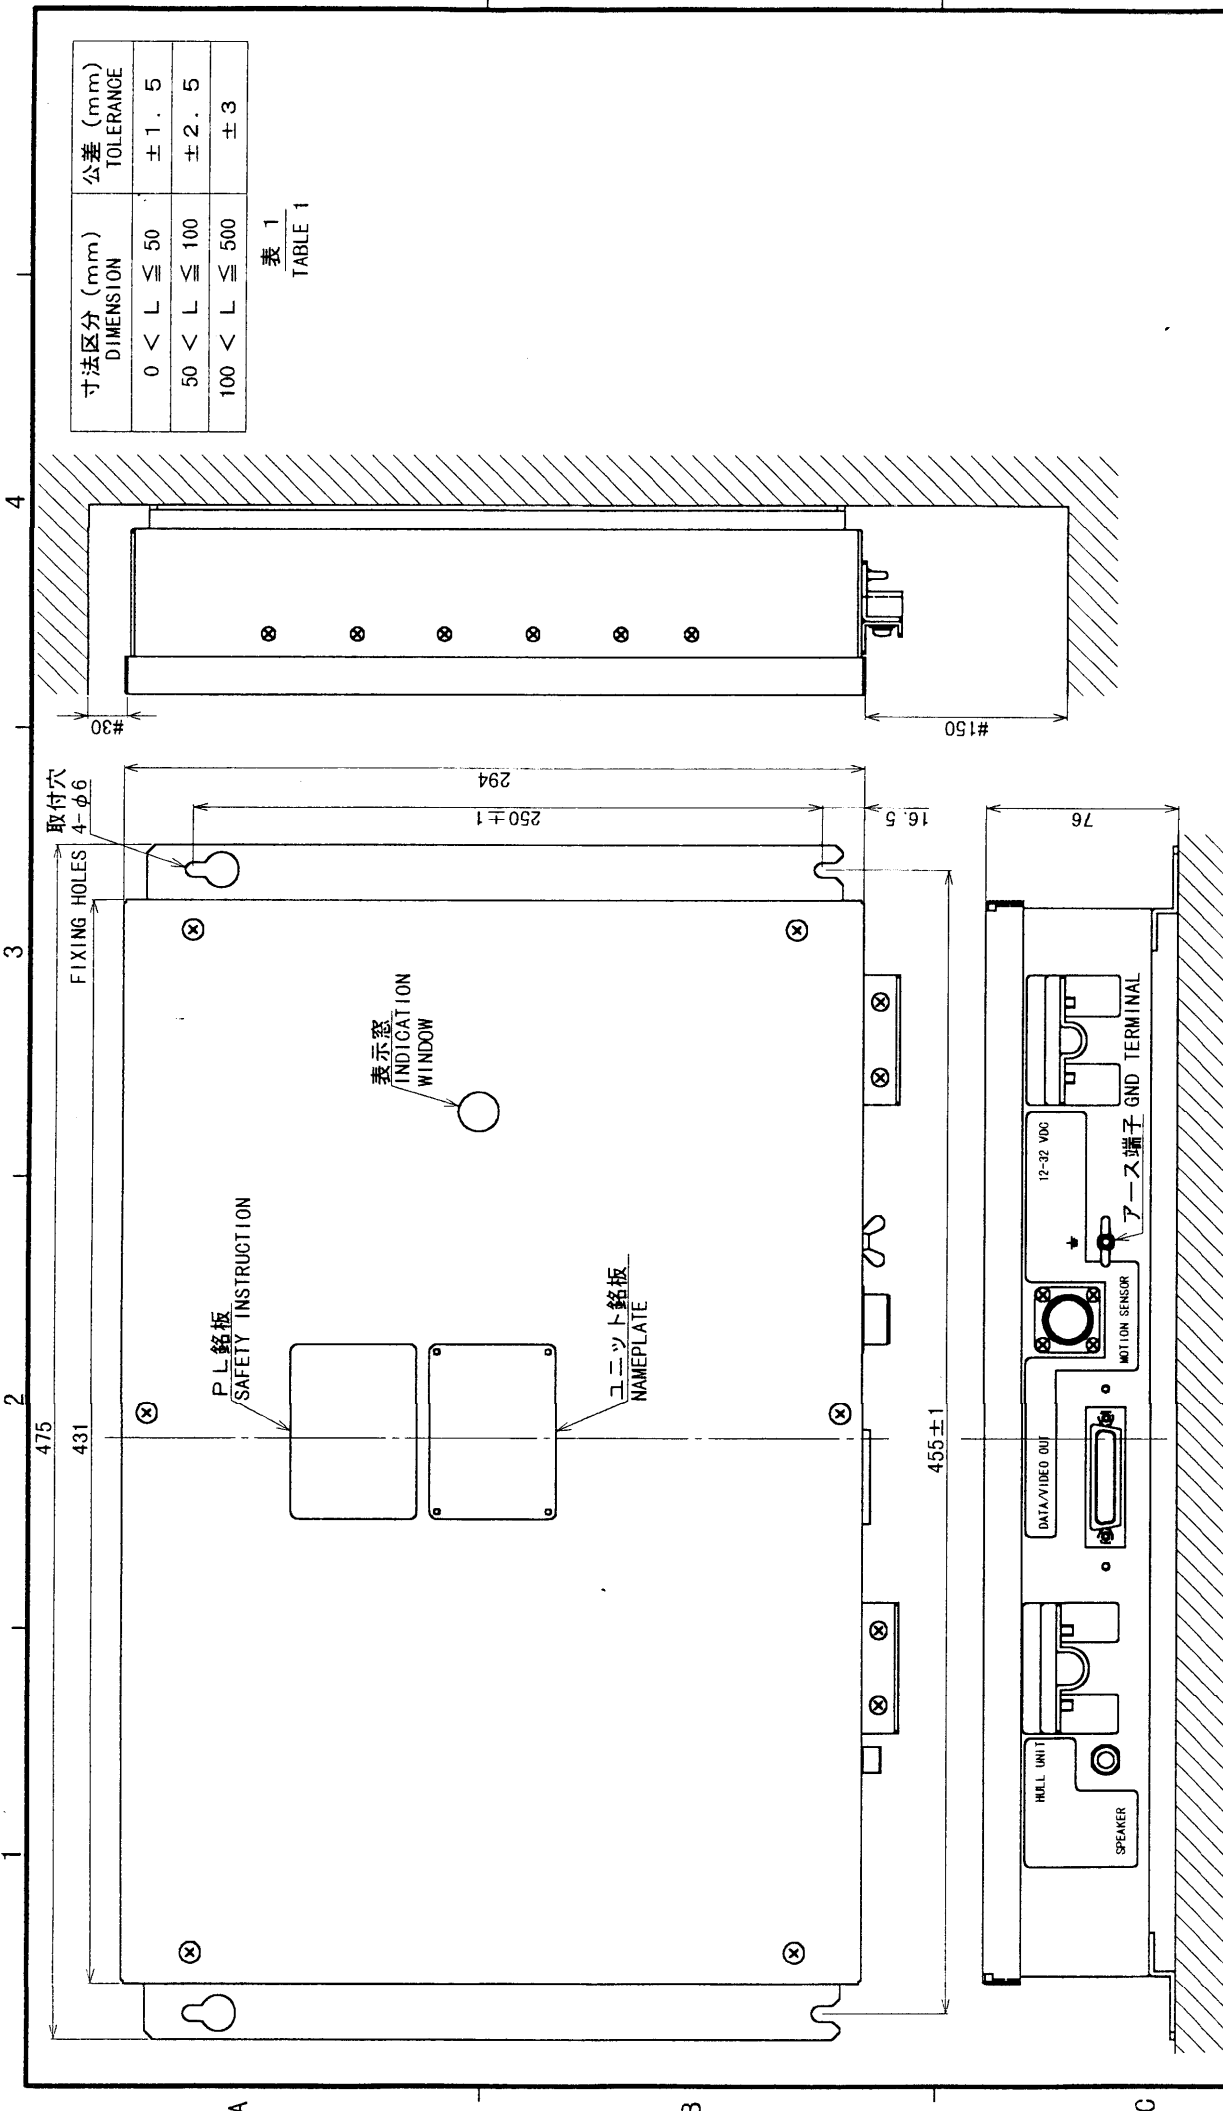 1
2
3
4
A
B
C
寸法区分 (mm)
DIMENSION
公差 (mm)
TOLERANCE
0 < L ≦ 50
±1.5
50 < L ≦ 100
±2.5
100 < L ≦ 500
±3
表 1
TABLE 1
475
431
取付穴
4-φ6
FIXING HOLES
#30
#150
294
250±1
16.5
455±1
76
表示窓
INDICATION
WINDOW
PL銘板
SAFETY INSTRUCTION
ユニット銘板
NAMEPLATE
HULL UNIT
SPEAKER
DATA/VIDEO OUT
MOTION SENSOR
12-32 VDC
アース端子 GND TERMINAL